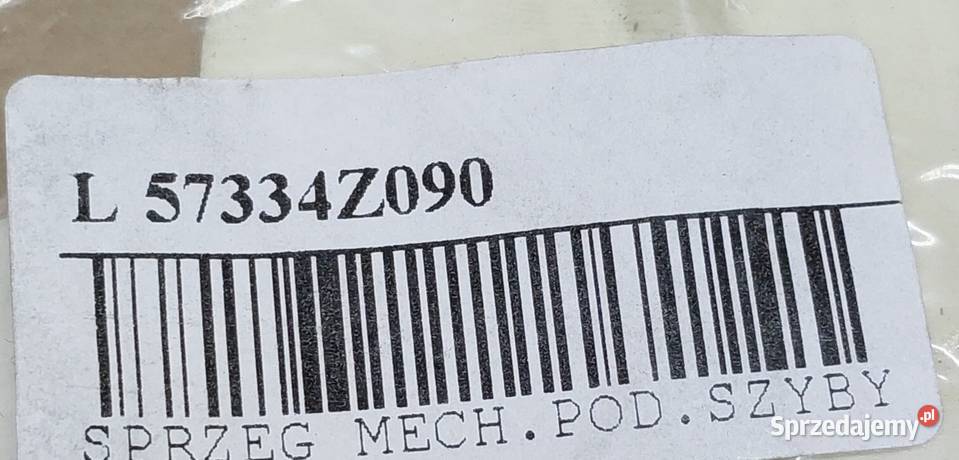 L 57334Z090
SPRZEG MECH.POD.SZYBY
Sprzedajemy.pl